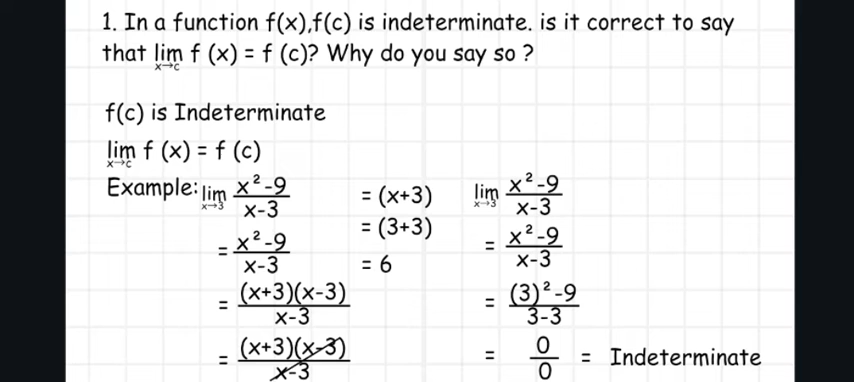 1. In a function f(x),f(c) is indeterminate. is it correct to say
that lim f (x) = f (c)? Why do you say so ?
x→c
f(c) is Indeterminate
lim f (x) = f (c)
x→c
Example: lim x²-9
x→3 x-3
= x²-9
x-3
= (x+3)(x-3)
x-3
= (x+3)(x-3)
x-3
= (x+3)
= (3+3)
= 6
lim x²-9
x→3 x-3
= x²-9
x-3
= (3)²-9
3-3
= 0 = Indeterminate
0